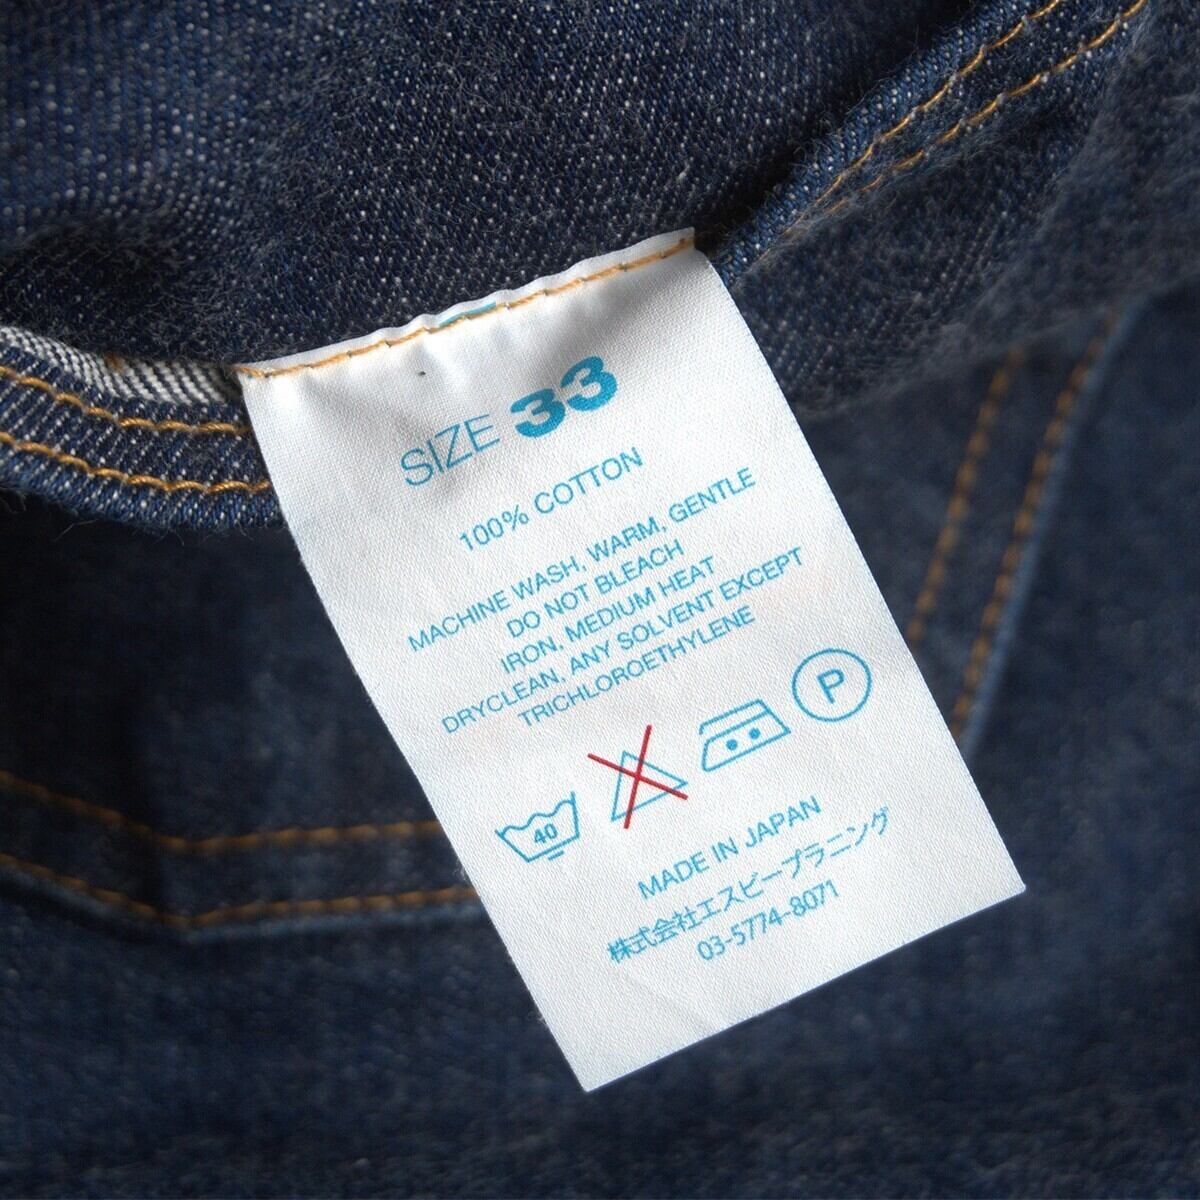 SIZE 33
100% COTTON
MACHINE WASH, WARM, GENTLE
DO NOT BLEACH
IRON, MEDIUM HEAT
DRYCLEAN, ANY SOLVENT EXCEPT
TRICHLOROETHYLENE
40 P
MADE IN JAPAN
株式会社エスビープラニング
03-5774-8071